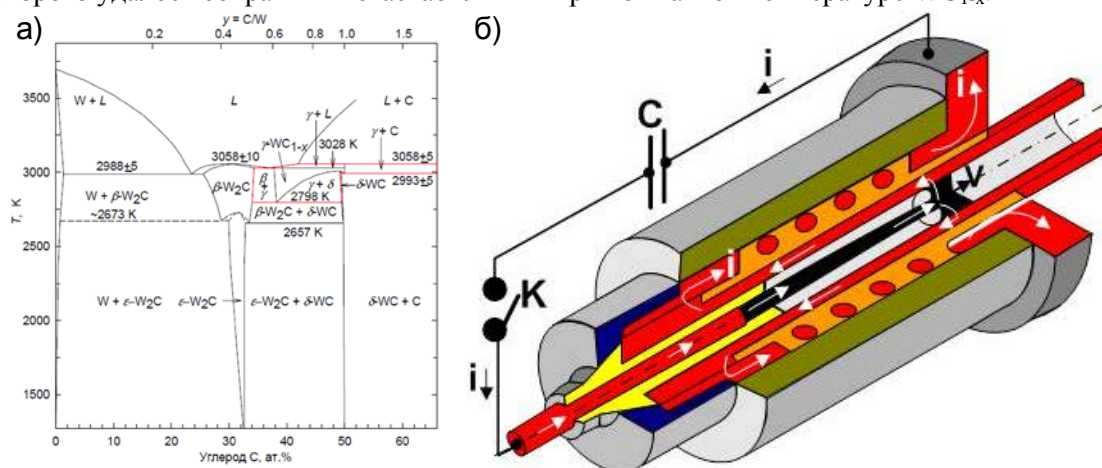 а)
y = C/W
0.2 0.4 0.6 0.8 1.0 1.5
T, K
3500
3000
2500
2000
1500
W + L
L
L + C
γ + L
γ + C
γ-WC1-x
3028 K
3058±10
3058±5
2988±5
β-W2C
β + γ
γ + δ
2993±5
δ-WC
W + β-W2C
2798 K
~2673 K
β-W2C + δ-WC
2657 K
W + ε-W2C
ε-W2C
ε-W2C + δ-WC
δ-WC + C
0 10 20 30 40 50 60
Углерод С, ат.%
б)
i
C
i
V
i
K
i